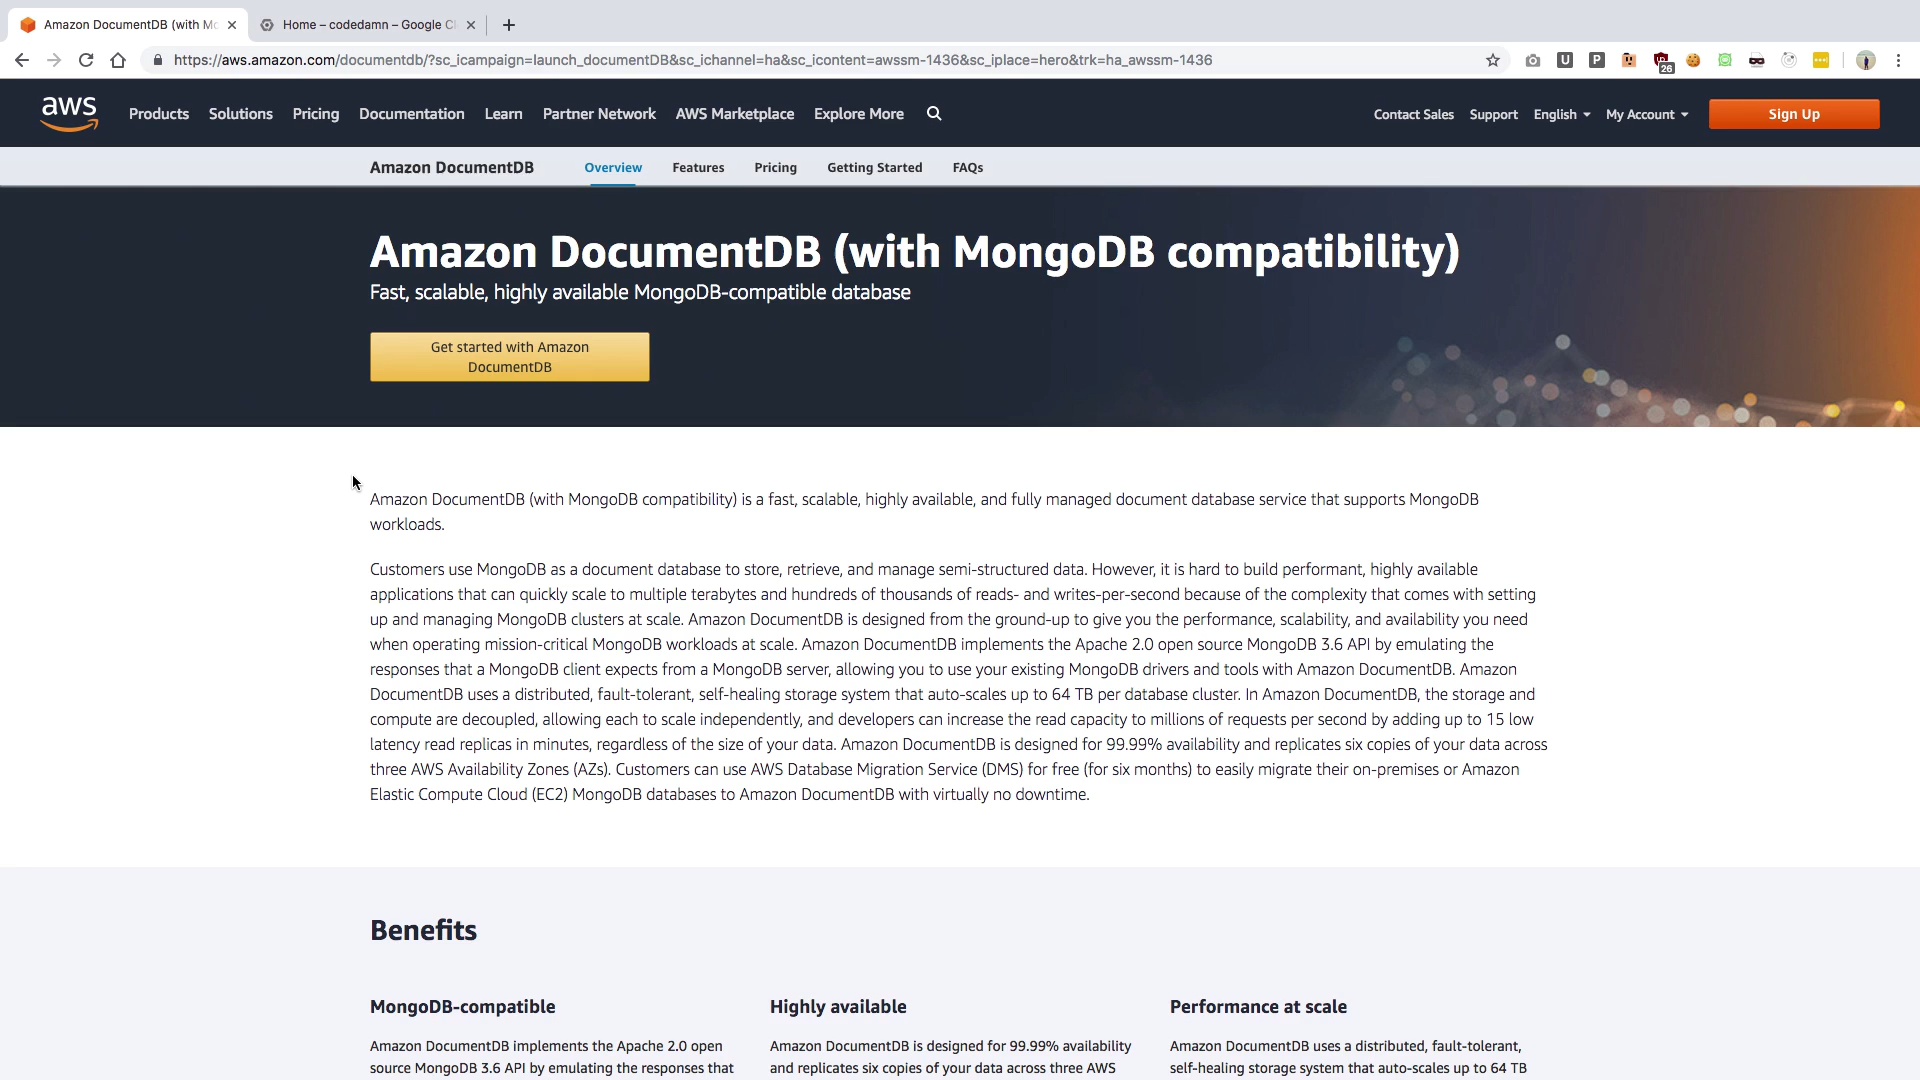 Amazon DocumentDB (with Mo
Home – codedamn – Google Cl
https://aws.amazon.com/documentdb/?sc_icampaign=launch_documentDB&sc_ichannel=ha&sc_icontent=awssm-1436&sc_iplace=hero&trk=ha_awssm-1436
U
P
26
aws
Products Solutions Pricing Documentation Learn Partner Network AWS Marketplace Explore More
Contact Sales Support English My Account Sign Up
Amazon DocumentDB Overview Features Pricing Getting Started FAQs
Amazon DocumentDB (with MongoDB compatibility)
Fast, scalable, highly available MongoDB-compatible database
Get started with Amazon
DocumentDB
Amazon DocumentDB (with MongoDB compatibility) is a fast, scalable, highly available, and fully managed document database service that supports MongoDB
workloads.
Customers use MongoDB as a document database to store, retrieve, and manage semi-structured data. However, it is hard to build performant, highly available
applications that can quickly scale to multiple terabytes and hundreds of thousands of reads- and writes-per-second because of the complexity that comes with setting
up and managing MongoDB clusters at scale. Amazon DocumentDB is designed from the ground-up to give you the performance, scalability, and availability you need
when operating mission-critical MongoDB workloads at scale. Amazon DocumentDB implements the Apache 2.0 open source MongoDB 3.6 API by emulating the
responses that a MongoDB client expects from a MongoDB server, allowing you to use your existing MongoDB drivers and tools with Amazon DocumentDB. Amazon
DocumentDB uses a distributed, fault-tolerant, self-healing storage system that auto-scales up to 64 TB per database cluster. In Amazon DocumentDB, the storage and
compute are decoupled, allowing each to scale independently, and developers can increase the read capacity to millions of requests per second by adding up to 15 low
latency read replicas in minutes, regardless of the size of your data. Amazon DocumentDB is designed for 99.99% availability and replicates six copies of your data across
three AWS Availability Zones (AZs). Customers can use AWS Database Migration Service (DMS) for free (for six months) to easily migrate their on-premises or Amazon
Elastic Compute Cloud (EC2) MongoDB databases to Amazon DocumentDB with virtually no downtime.
Benefits
MongoDB-compatible
Amazon DocumentDB implements the Apache 2.0 open
source MongoDB 3.6 API by emulating the responses that
Highly available
Amazon DocumentDB is designed for 99.99% availability
and replicates six copies of your data across three AWS
Performance at scale
Amazon DocumentDB uses a distributed, fault-tolerant,
self-healing storage system that auto-scales up to 64 TB